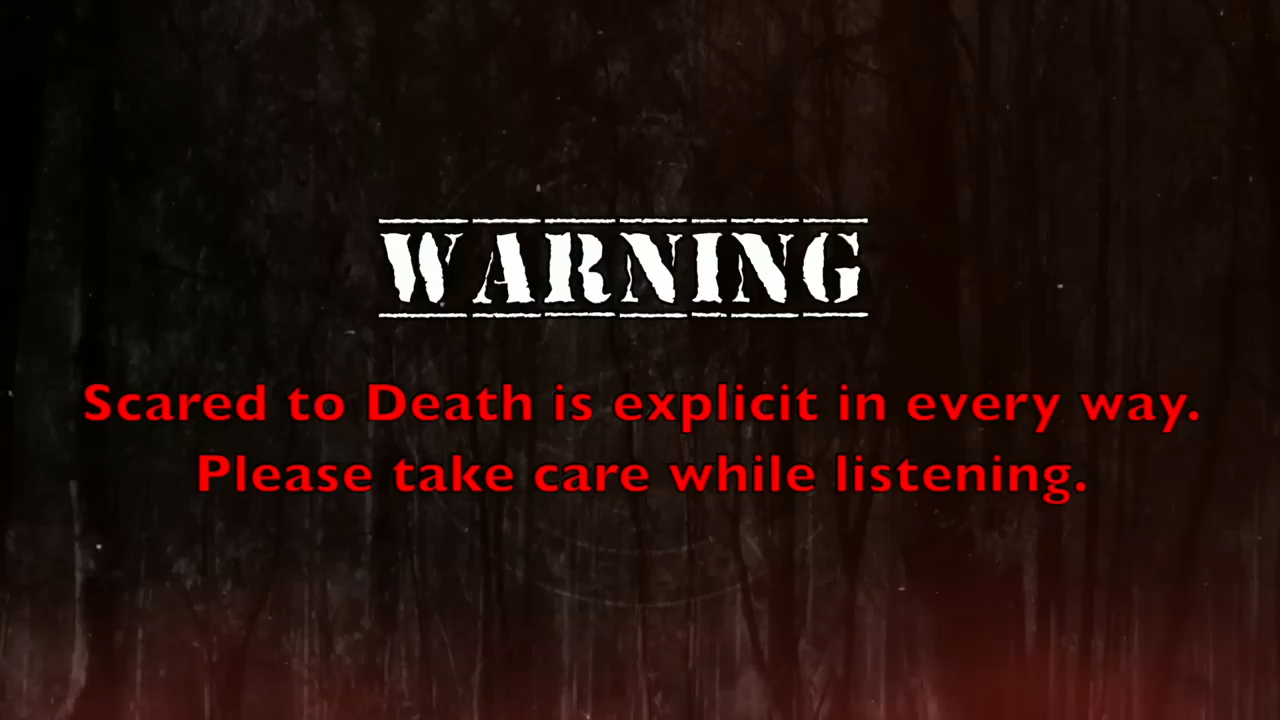 WARNING
Scared to Death is explicit in every way.
Please take care while listening.